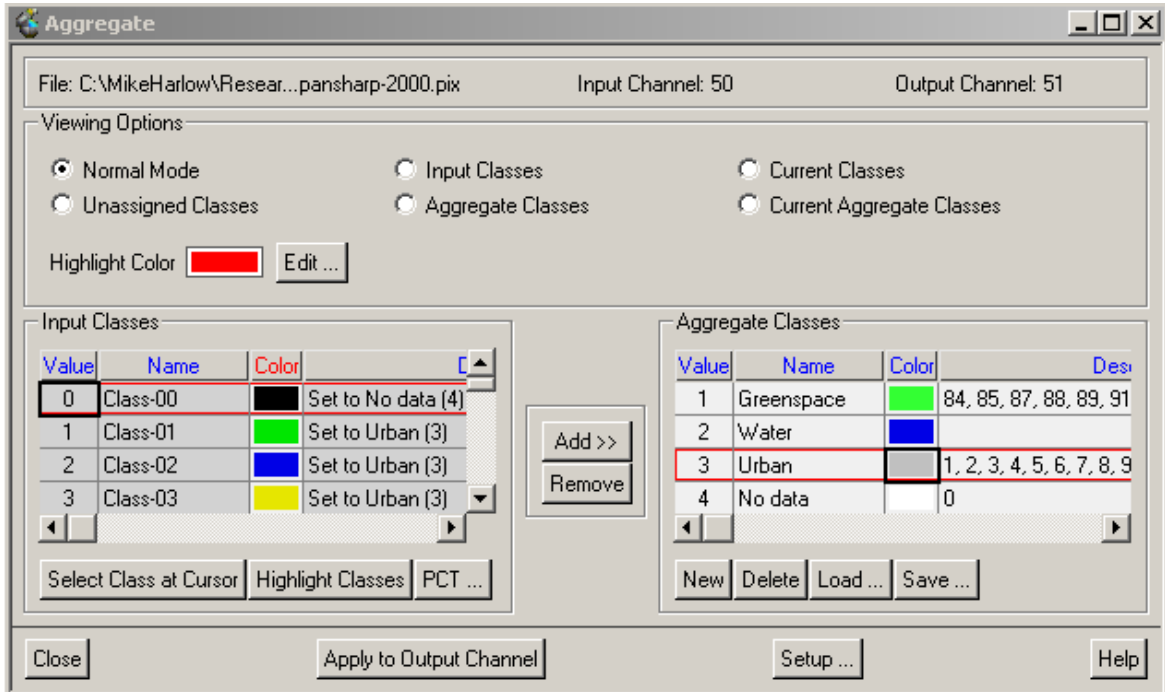 Aggregate
File: C:\MikeHarlow\Resear...pansharp-2000.pix Input Channel: 50 Output Channel: 51
Viewing Options
Normal Mode Input Classes Current Classes
Unassigned Classes Aggregate Classes Current Aggregate Classes
Highlight Color Edit ...
Input Classes
Value Name Color D
0 Class-00 Set to No data (4)
1 Class-01 Set to Urban (3)
2 Class-02 Set to Urban (3)
3 Class-03 Set to Urban (3)
Select Class at Cursor Highlight Classes PCT ...
Add >>
Remove
Aggregate Classes
Value Name Color Des
1 Greenspace 84, 85, 87, 88, 89, 91
2 Water
3 Urban 1, 2, 3, 4, 5, 6, 7, 8, 9
4 No data 0
New Delete Load ... Save ...
Close Apply to Output Channel Setup ... Help